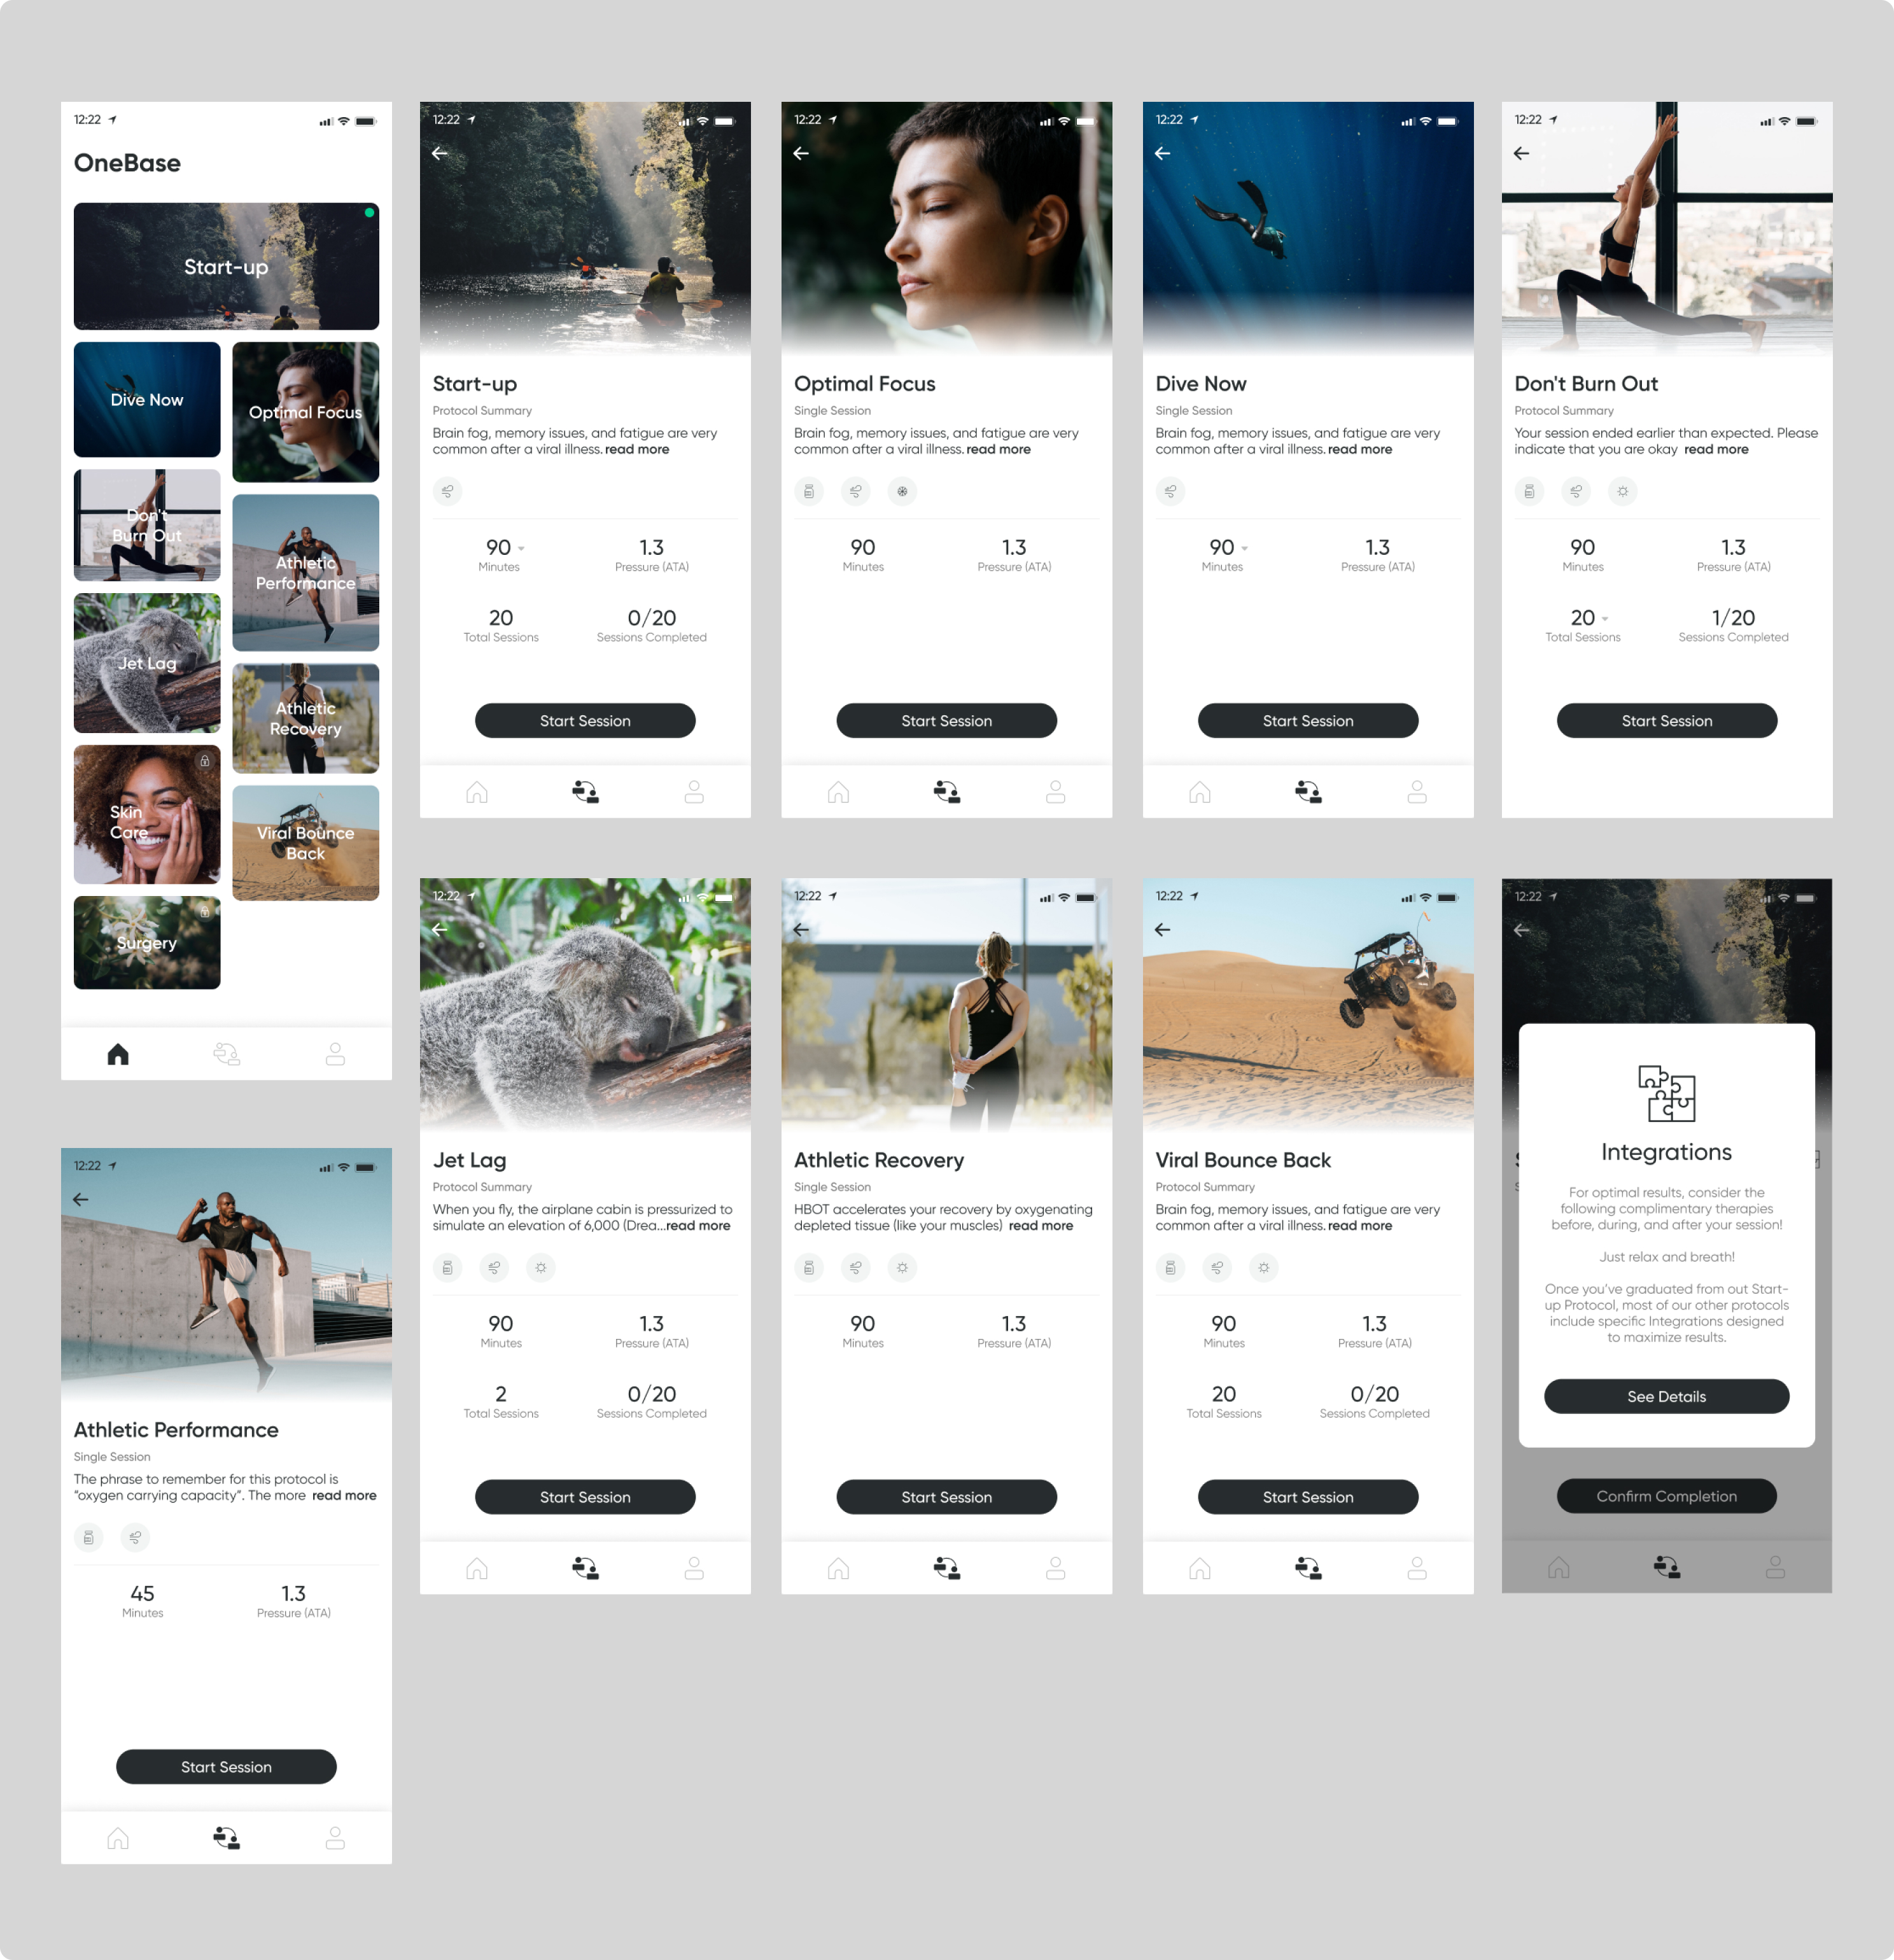 12:22
OneBase
Start-up
Dive Now
Optimal Focus
Don't
Burn Out
Athletic
Performance
Jet Lag
Athletic
Recovery
Skin
Care
Viral Bounce
Back
Surgery
12:22
Start-up
Protocol Summary
Brain fog, memory issues, and fatigue are very
common after a viral illness. read more
90
Minutes
1.3
Pressure (ATA)
20
Total Sessions
0/20
Sessions Completed
Start Session
12:22
Optimal Focus
Single Session
Brain fog, memory issues, and fatigue are very
common after a viral illness. read more
90
Minutes
1.3
Pressure (ATA)
Start Session
12:22
Dive Now
Single Session
Brain fog, memory issues, and fatigue are very
common after a viral illness. read more
90
Minutes
1.3
Pressure (ATA)
Start Session
12:22
Don't Burn Out
Protocol Summary
Your session ended earlier than expected. Please
indicate that you are okay read more
90
Minutes
1.3
Pressure (ATA)
20
Total Sessions
1/20
Sessions Completed
Start Session
12:22
Athletic Performance
Single Session
The phrase to remember for this protocol is
"oxygen carrying capacity". The more read more
45
Minutes
1.3
Pressure (ATA)
Start Session
12:22
Jet Lag
Protocol Summary
When you fly, the airplane cabin is pressurized to
simulate an elevation of 6,000 (Drea...read more
90
Minutes
1.3
Pressure (ATA)
2
Total Sessions
0/20
Sessions Completed
Start Session
12:22
Athletic Recovery
Single Session
HBOT accelerates your recovery by oxygenating
depleted tissue (like your muscles) read more
90
Minutes
1.3
Pressure (ATA)
Start Session
12:22
Viral Bounce Back
Protocol Summary
Brain fog, memory issues, and fatigue are very
common after a viral illness. read more
90
Minutes
1.3
Pressure (ATA)
20
Total Sessions
0/20
Sessions Completed
Start Session
12:22
Integrations
For optimal results, consider the
following complimentary therapies
before, during, and after your session!
Just relax and breath!
Once you've graduated from out Start-
up Protocol, most of our other protocols
include specific Integrations designed
to maximize results.
See Details
Confirm Completion